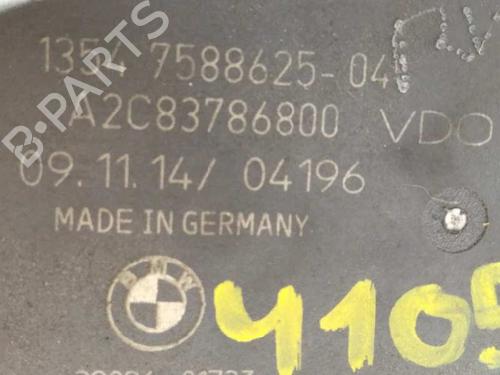 1354 7588625-04
A2C83786800 VDO
09.11.14/ 04196
MADE IN GERMANY
BMW
4105
B-PARTS